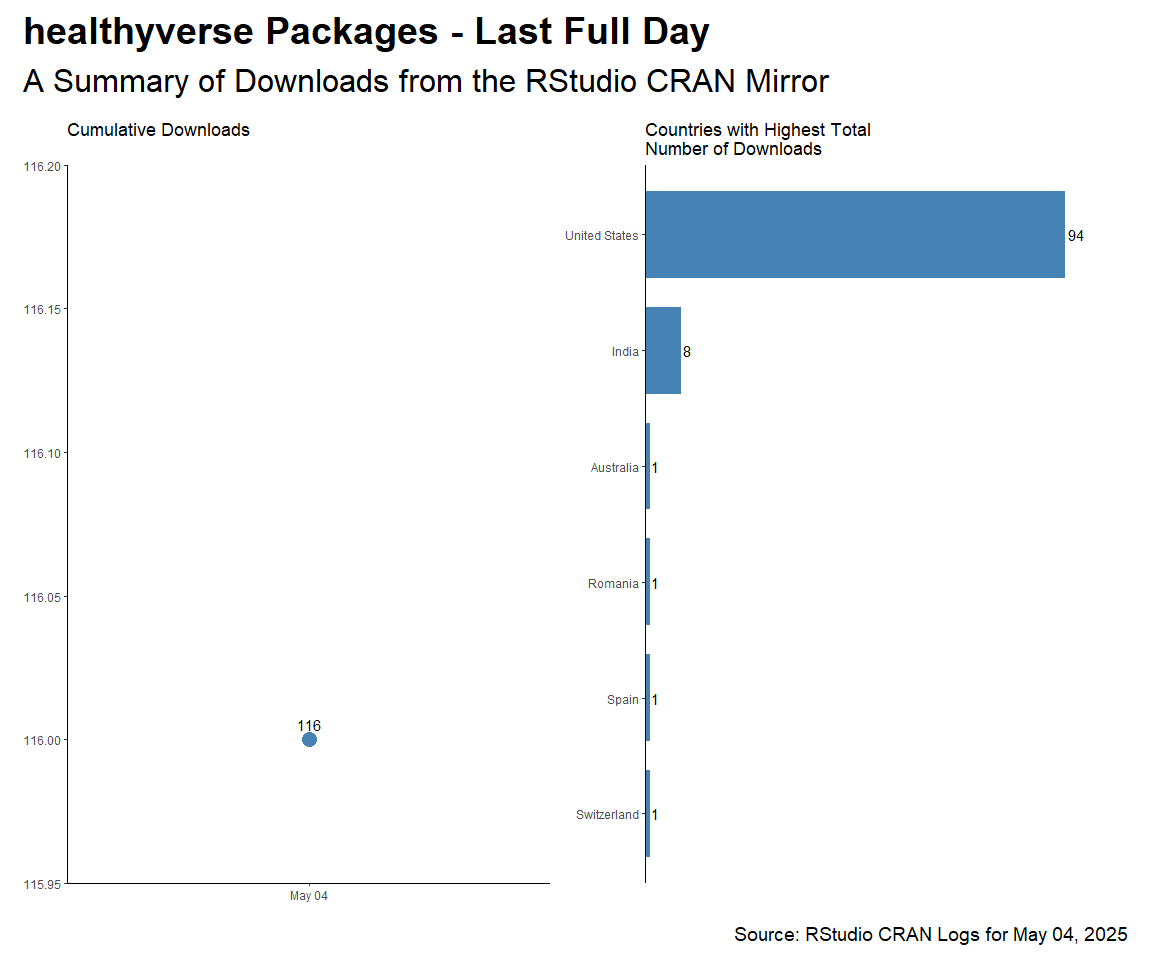 healthyverse Packages - Last Full Day
A Summary of Downloads from the RStudio CRAN Mirror
Cumulative Downloads
116.20
116.15
116.10
116.05
116.00
115.95
116
May 04
Countries with Highest Total
Number of Downloads
United States 94
India 8
Australia 1
Romania 1
Spain 1
Switzerland 1
Source: RStudio CRAN Logs for May 04, 2025